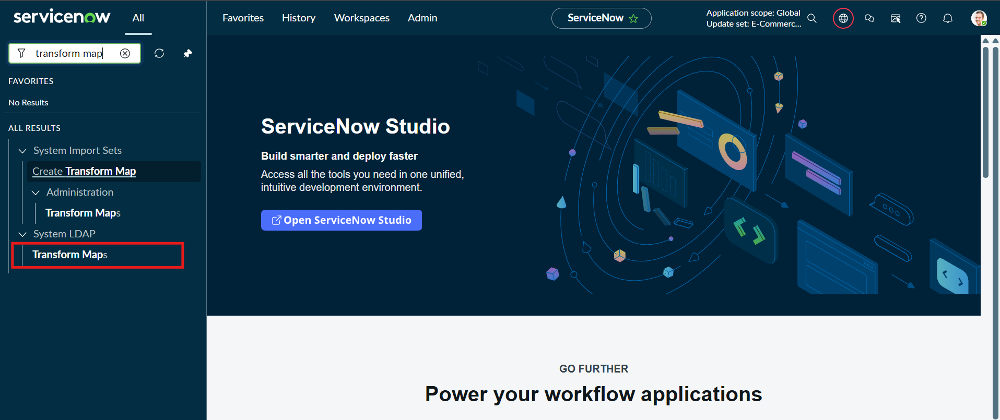 servicenow
All
Favorites
History
Workspaces
Admin
ServiceNow
Application scope: Global
Update set: E-Commerc...
transform map
FAVORITES
No Results
ALL RESULTS
System Import Sets
Create Transform Map
Administration
Transform Maps
System LDAP
Transform Maps
ServiceNow Studio
Build smarter and deploy faster
Access all the tools you need in one unified,
intuitive development environment.
Open ServiceNow Studio
GO FURTHER
Power your workflow applications